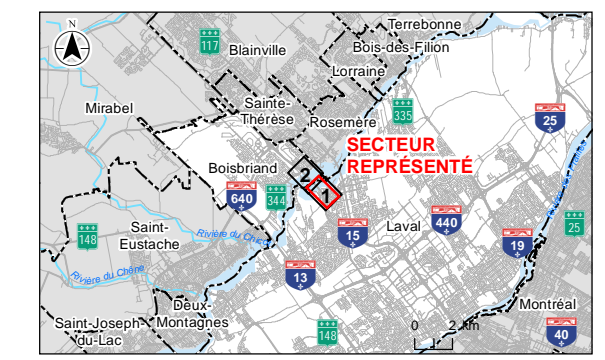 N
Terrebonne
117
Blainville
Bois-des-Filion
Lorraine
Mirabel
Sainte-
Thérèse
Rosemère
335
25
SECTEUR
REPRÉSENTÉ
Boisbriand
2
1
640
344
Saint-
Eustache
148
Rivière du Chicot
15
Laval
440
19
25
Rivière du Chêne
13
Deux-
Montagnes
Saint-Joseph-
du-Lac
148
0 2 km
Montréal
40